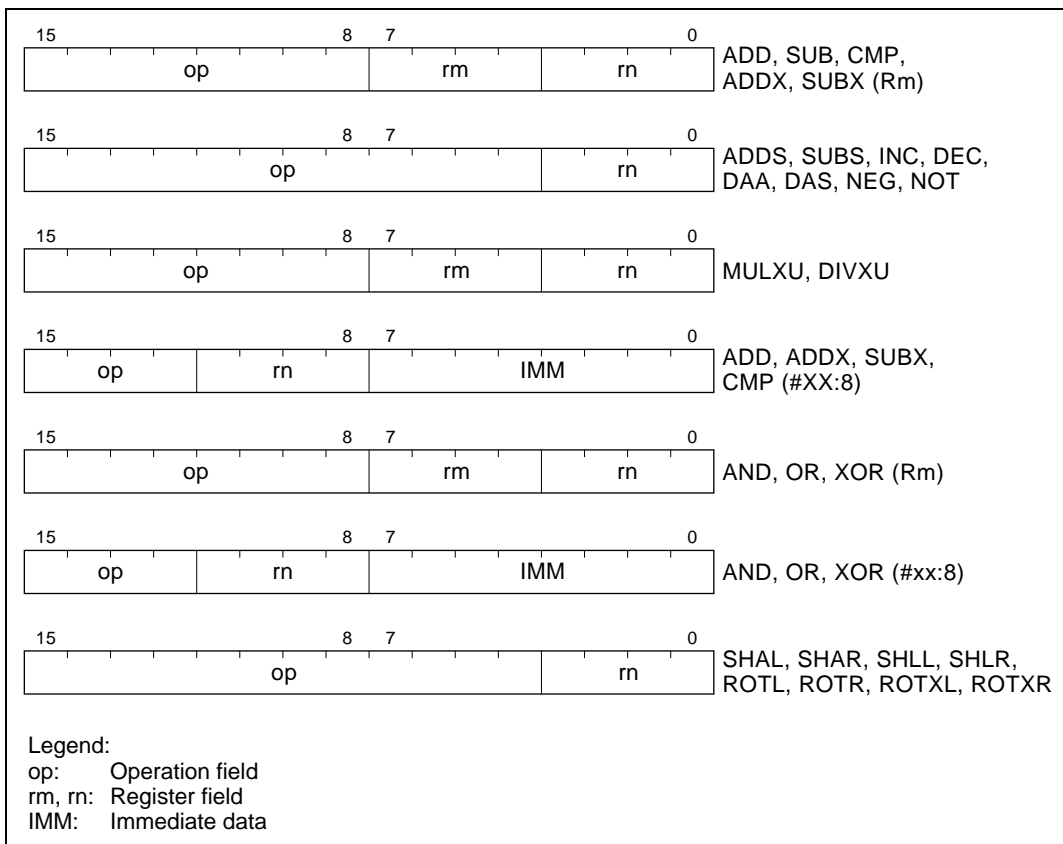 15 8 7 0
op rm rn
ADD, SUB, CMP,
ADDX, SUBX (Rm)
15 8 7 0
op rn
ADDS, SUBS, INC, DEC,
DAA, DAS, NEG, NOT
15 8 7 0
op rm rn
MULXU, DIVXU
15 8 7 0
op rn IMM
ADD, ADDX, SUBX,
CMP (#XX:8)
15 8 7 0
op rm rn
AND, OR, XOR (Rm)
15 8 7 0
op rn IMM
AND, OR, XOR (#xx:8)
15 8 7 0
op rn
SHAL, SHAR, SHLL, SHLR,
ROTL, ROTR, ROTXL, ROTXR
Legend:
op: Operation field
rm, rn: Register field
IMM: Immediate data